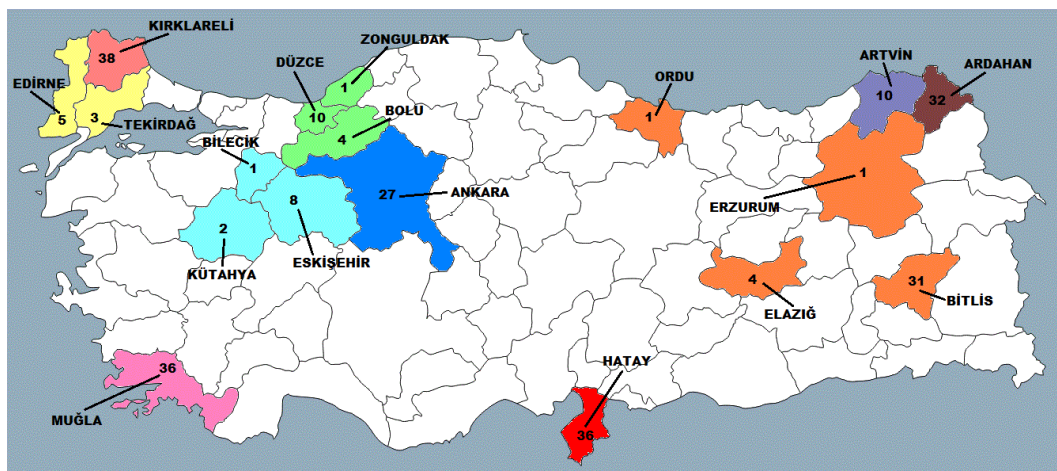 KIRKLARELİ
38
EDİRNE
5
3
TEKİRDAĞ
ZONGULDAK
1
DÜZCE
10
BOLU
4
BİLECİK
1
8
ESKİŞEHİR
2
KÜTAHYA
27
ANKARA
ORDU
1
ARTVİN
10
ARDAHAN
32
1
ERZURUM
4
ELAZIĞ
31
BİTLİS
36
MUĞLA
HATAY
36